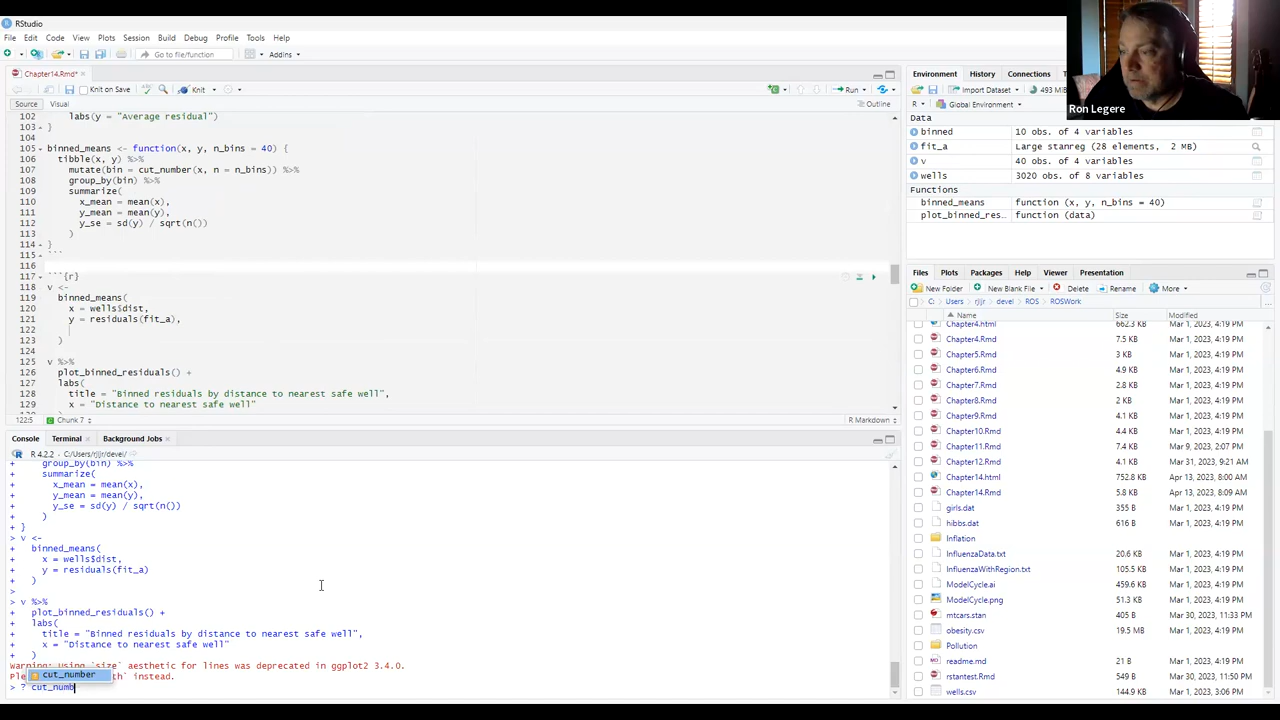 RStudio
File Edit Code View Plots Session Build Debug Profile Tools Help
Go to file/function Addins
Chapter14.Rmd*
Knit on Save Knit Run
Source Visual Outline
102 labs(y = "Average residual")
103 }
104
105 binned_means <- function(x, y, n_bins = 40) {
106 tibble(x, y) %>%
107 mutate(bin = cut_number(x, n = n_bins)) %>%
108 group_by(bin) %>%
109 summarize(
110 x_mean = mean(x),
111 y_mean = mean(y),
112 y_se = sd(y) / sqrt(n())
113 )
114 }
115 ```
116
117 ```{r}
118 v <-
119 binned_means(
120 x = wells$dist,
121 y = residuals(fit_a),
122
123 )
124
125 v %>%
126 plot_binned_residuals() +
127 labs(
128 title = "Binned residuals by distance to nearest safe well",
129 x = "Distance to nearest safe well"
122:5 Chunk 7 R Markdown
Console Terminal Background Jobs
R 4.2.2 · C:/Users/rjljr/devel/
+ group_by(bin) %>%
+ summarize(
+ x_mean = mean(x),
+ y_mean = mean(y),
+ y_se = sd(y) / sqrt(n())
+ )
+ }
> v <-
+ binned_means(
+ x = wells$dist,
+ y = residuals(fit_a)
+ )
>
> v %>%
+ plot_binned_residuals() +
+ labs(
+ title = "Binned residuals by distance to nearest safe well",
+ x = "Distance to nearest safe well"
+ )
Warning: Using `size` aesthetic for lines was deprecated in ggplot2 3.4.0.
cut_number
instead.
> ? cut_numb
Ron Legere
Environment History Connections
Import Dataset 493 MiB
R Global Environment
Data
binned 10 obs. of 4 variables
fit_a Large stanreg (28 elements, 2 MB)
v 40 obs. of 4 variables
wells 3020 obs. of 8 variables
Functions
binned_means function (x, y, n_bins = 40)
plot_binned_res… function (data)
Files Plots Packages Help Viewer Presentation
New Folder New Blank File Delete Rename More
C: Users rjljr devel ROS ROSWork ...
Name Size Modified
Chapter4.html 662.3 KB Mar 1, 2023, 4:19 PM
Chapter4.Rmd 7.5 KB Mar 1, 2023, 4:19 PM
Chapter5.Rmd 3 KB Mar 1, 2023, 4:19 PM
Chapter6.Rmd 4.9 KB Mar 1, 2023, 4:19 PM
Chapter7.Rmd 2.8 KB Mar 1, 2023, 4:19 PM
Chapter8.Rmd 2 KB Mar 1, 2023, 4:19 PM
Chapter9.Rmd 4.1 KB Mar 1, 2023, 4:19 PM
Chapter10.Rmd 4.4 KB Mar 1, 2023, 4:19 PM
Chapter11.Rmd 7.4 KB Mar 9, 2023, 2:07 PM
Chapter12.Rmd 4.1 KB Mar 31, 2023, 9:21 AM
Chapter14.html 752.8 KB Apr 13, 2023, 8:00 AM
Chapter14.Rmd 5.8 KB Apr 13, 2023, 8:09 AM
girls.dat 355 B Mar 1, 2023, 4:19 PM
hibbs.dat 616 B Mar 1, 2023, 4:19 PM
Inflation
InfluenzaData.txt 20.6 KB Mar 1, 2023, 4:19 PM
InfluenzaWithRegion.txt 105.5 KB Mar 1, 2023, 4:19 PM
ModelCycle.ai 459.6 KB Mar 1, 2023, 4:19 PM
ModelCycle.png 51.3 KB Mar 1, 2023, 4:19 PM
mtcars.stan 405 B Mar 30, 2023, 11:33 PM
obesity.csv 19.5 MB Mar 1, 2023, 4:19 PM
Pollution
readme.md 21 B Mar 1, 2023, 4:19 PM
rstantest.Rmd 549 B Mar 30, 2023, 11:50 PM
wells.csv 144.9 KB Mar 1, 2023, 3:06 PM